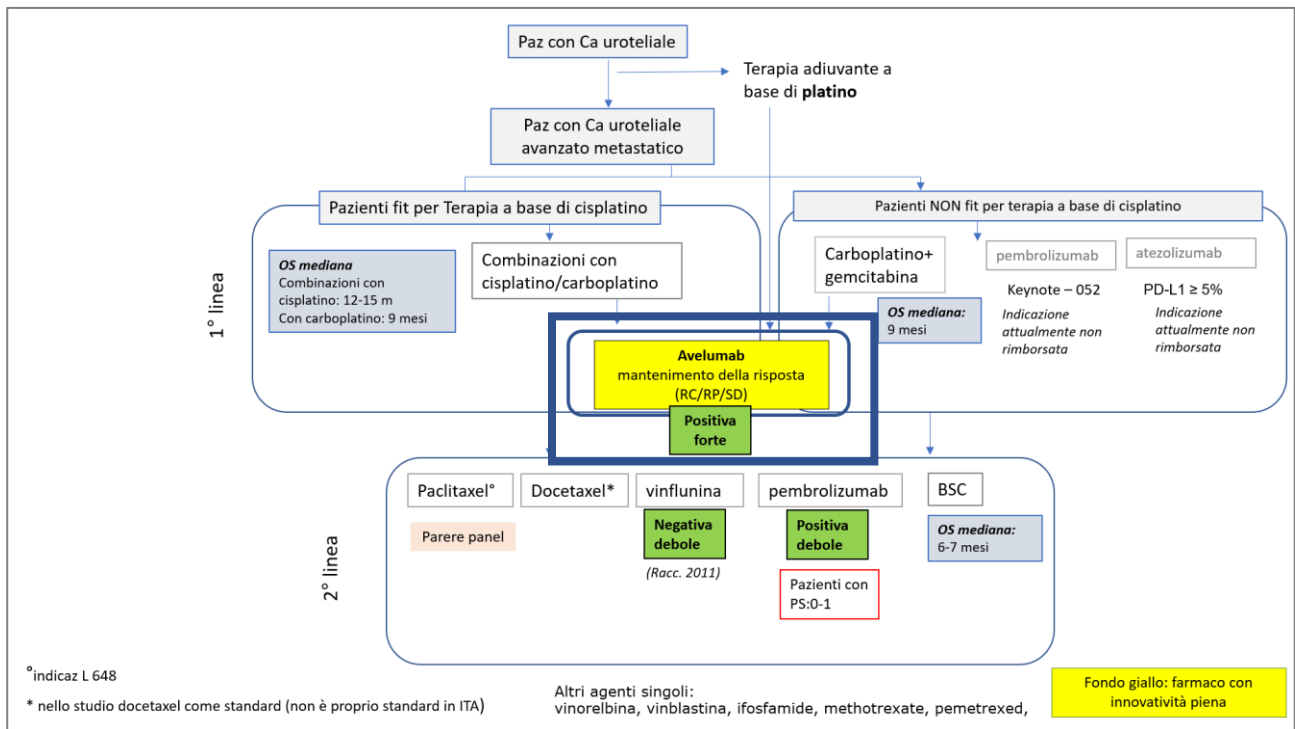 Paz con Ca uroteliale
Terapia adiuvante a
base di platino
Paz con Ca uroteliale
avanzato metastatico
Pazienti fit per Terapia a base di cisplatino
Pazienti NON fit per terapia a base di cisplatino
1° linea
OS mediana
Combinazioni con
cisplatino: 12-15 m
Con carboplatino: 9 mesi
Combinazioni con
cisplatino/carboplatino
Carboplatino+
gemcitabina
OS mediana:
9 mesi
pembrolizumab
Keynote – 052
Indicazione
attualmente non
rimborsata
atezolizumab
PD-L1 ≥ 5%
Indicazione
attualmente non
rimborsata
Avelumab
mantenimento della risposta
(RC/RP/SD)
Positiva
forte
2° linea
Paclitaxel°
Parere panel
Docetaxel*
vinflunina
Negativa
debole
(Racc. 2011)
pembrolizumab
Positiva
debole
Pazienti con
PS:0-1
BSC
OS mediana:
6-7 mesi
°indicaz L 648
* nello studio docetaxel come standard (non è proprio standard in ITA)
Altri agenti singoli:
vinorelbina, vinblastina, ifosfamide, methotrexate, pemetrexed,
Fondo giallo: farmaco con
innovatività piena